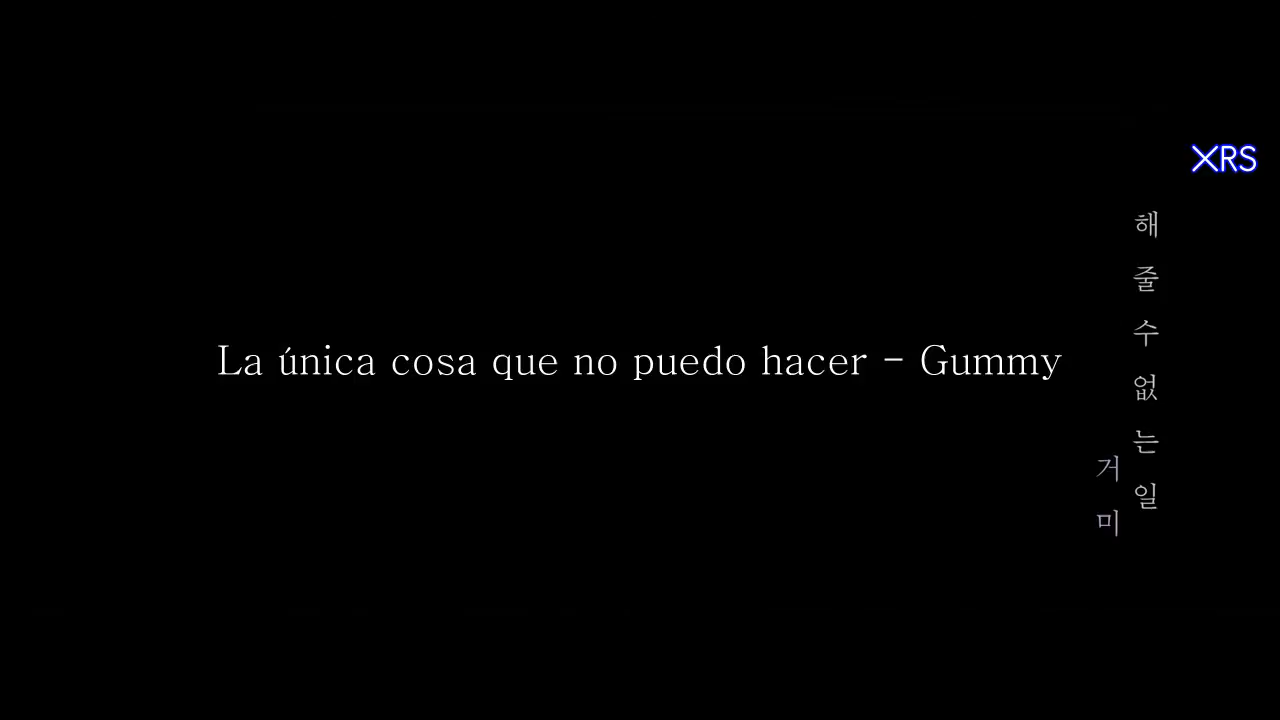 XRS
La única cosa que no puedo hacer - Gummy
해줄수없는일
거미